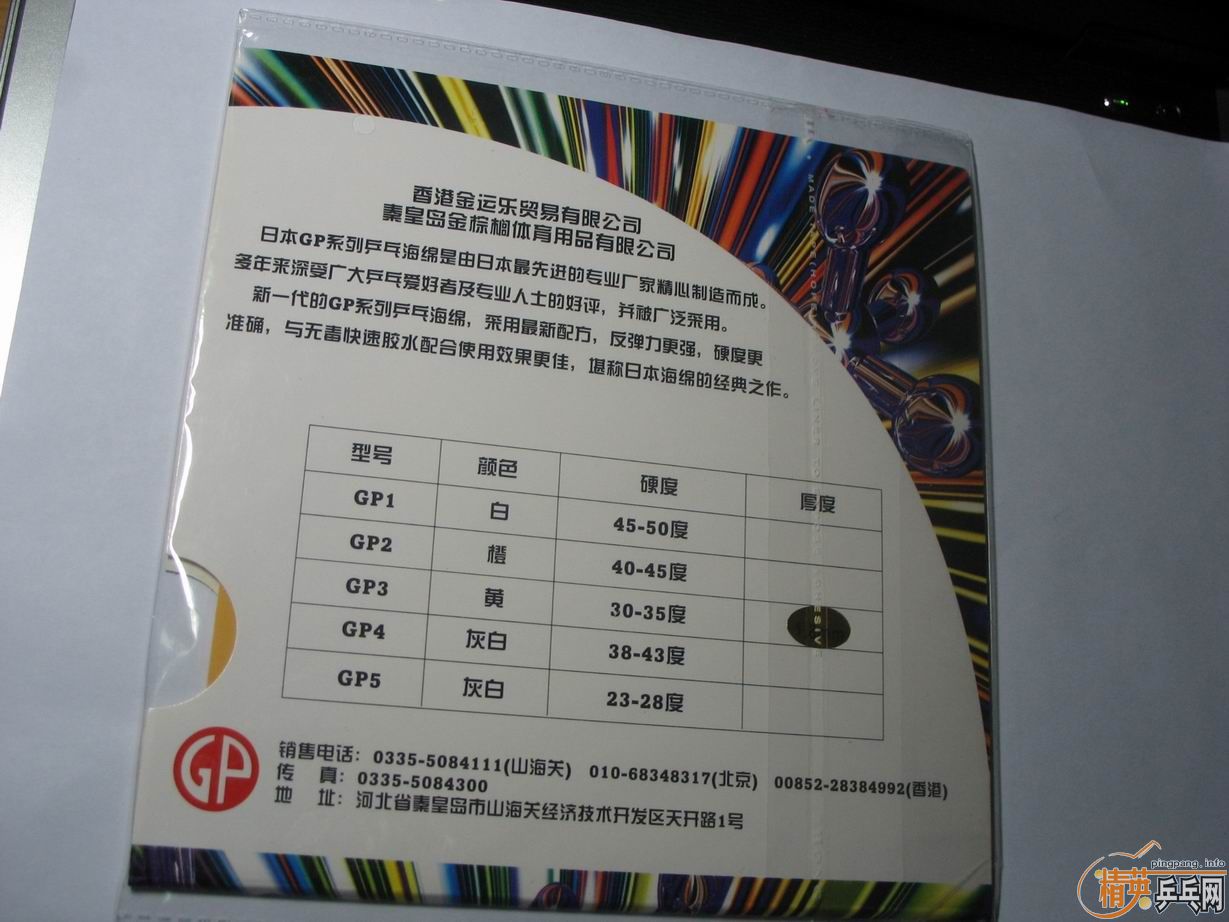 香港金运乐贸易有限公司
秦皇岛金棕榈体育用品有限公司
日本GP系列乒乓海绵是由日本最先进的专业厂家精心制造而成。
多年来深受广大乒乓爱好者及专业人士的好评，并被广泛采用。
新一代的GP系列乒乓海绵，采用最新配方，反弹力更强，硬度更
准确，与无毒快速胶水配合使用效果更佳，堪称日本海绵的经典之作。
型号 颜色 硬度 厚度
GP1 白 45-50度
GP2 橙 40-45度
GP3 黄 30-35度
GP4 灰白 38-43度
GP5 灰白 23-28度
GP
销售电话：0335-5084111(山海关) 010-68348317(北京) 00852-28384992(香港)
传 真：0335-5084300
地 址：河北省秦皇岛市山海关经济技术开发区天开路1号
pingpang.info
精英乒乓网